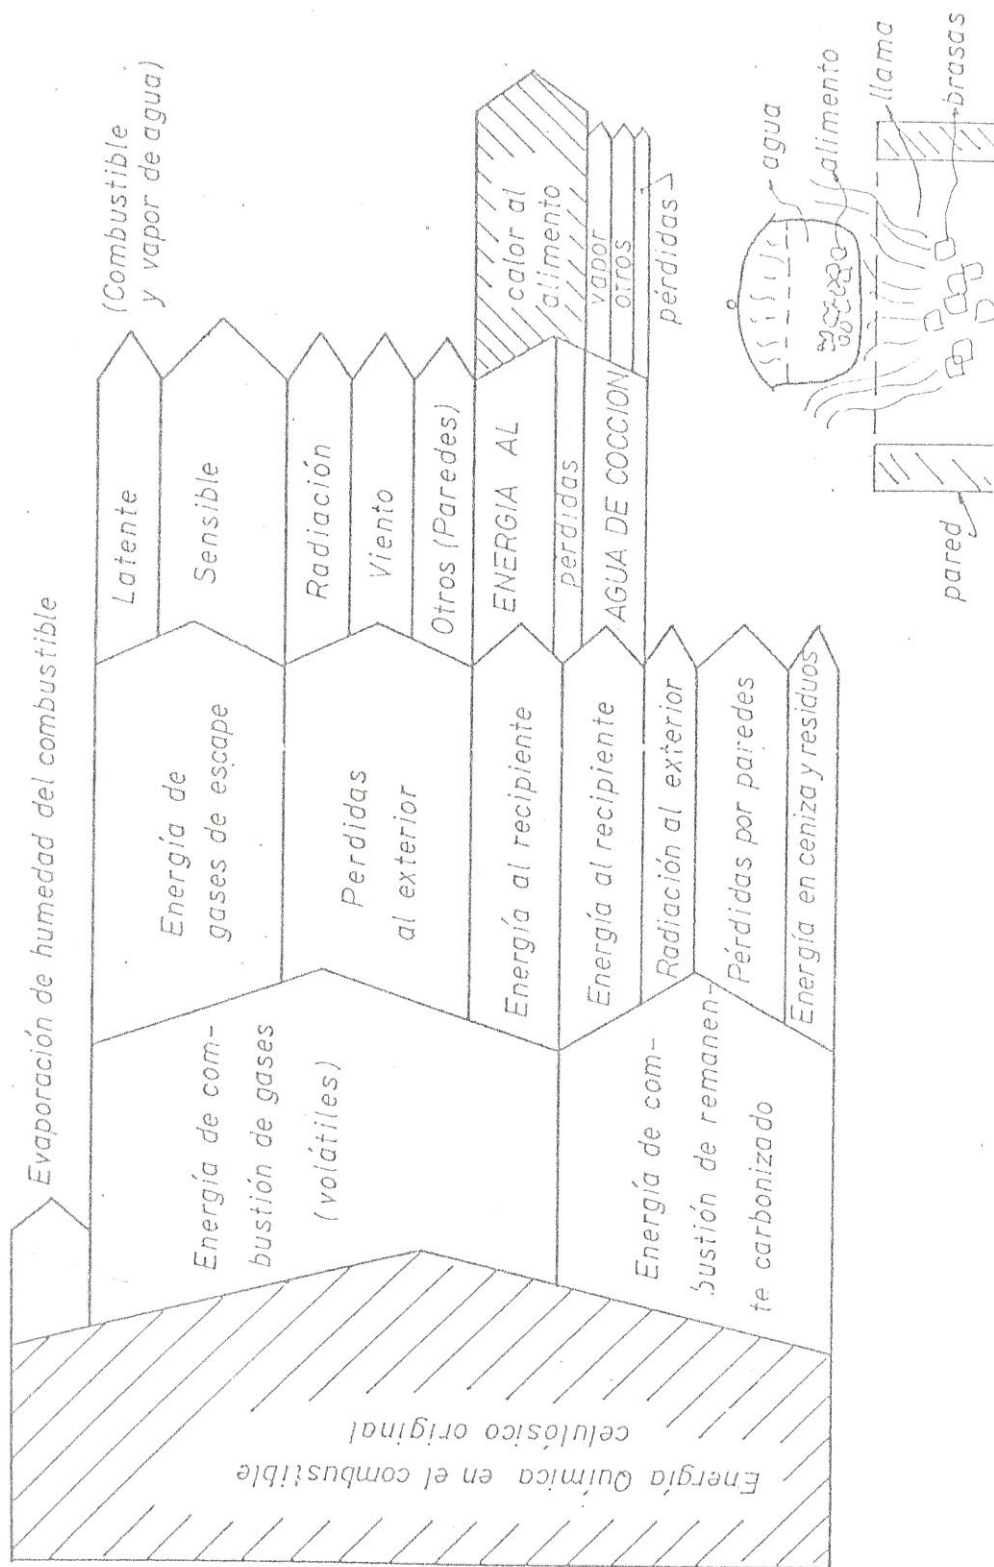 Energía Química en el combustible
celulósico original
Evaporación de humedad del combustible
Energía de com-
bustión de gases
(volátiles)
Energía de com-
bustión de remanen-
te carbonizado
Energía de
gases de escape
Perdidas
al exterior
Energía al recipiente
Energía al recipiente
Radiación al exterior
Pérdidas por paredes
Energía en ceniza y residuos
Latente
Sensible
(Combustible
y vapor de agua)
Radiación
Viento
Otros (Paredes)
ENERGIA AL
perdidas
AGUA DE COCCION
calor al
alimento
vapor
otros
pérdidas
agua
alimento
llama
brasas
pared